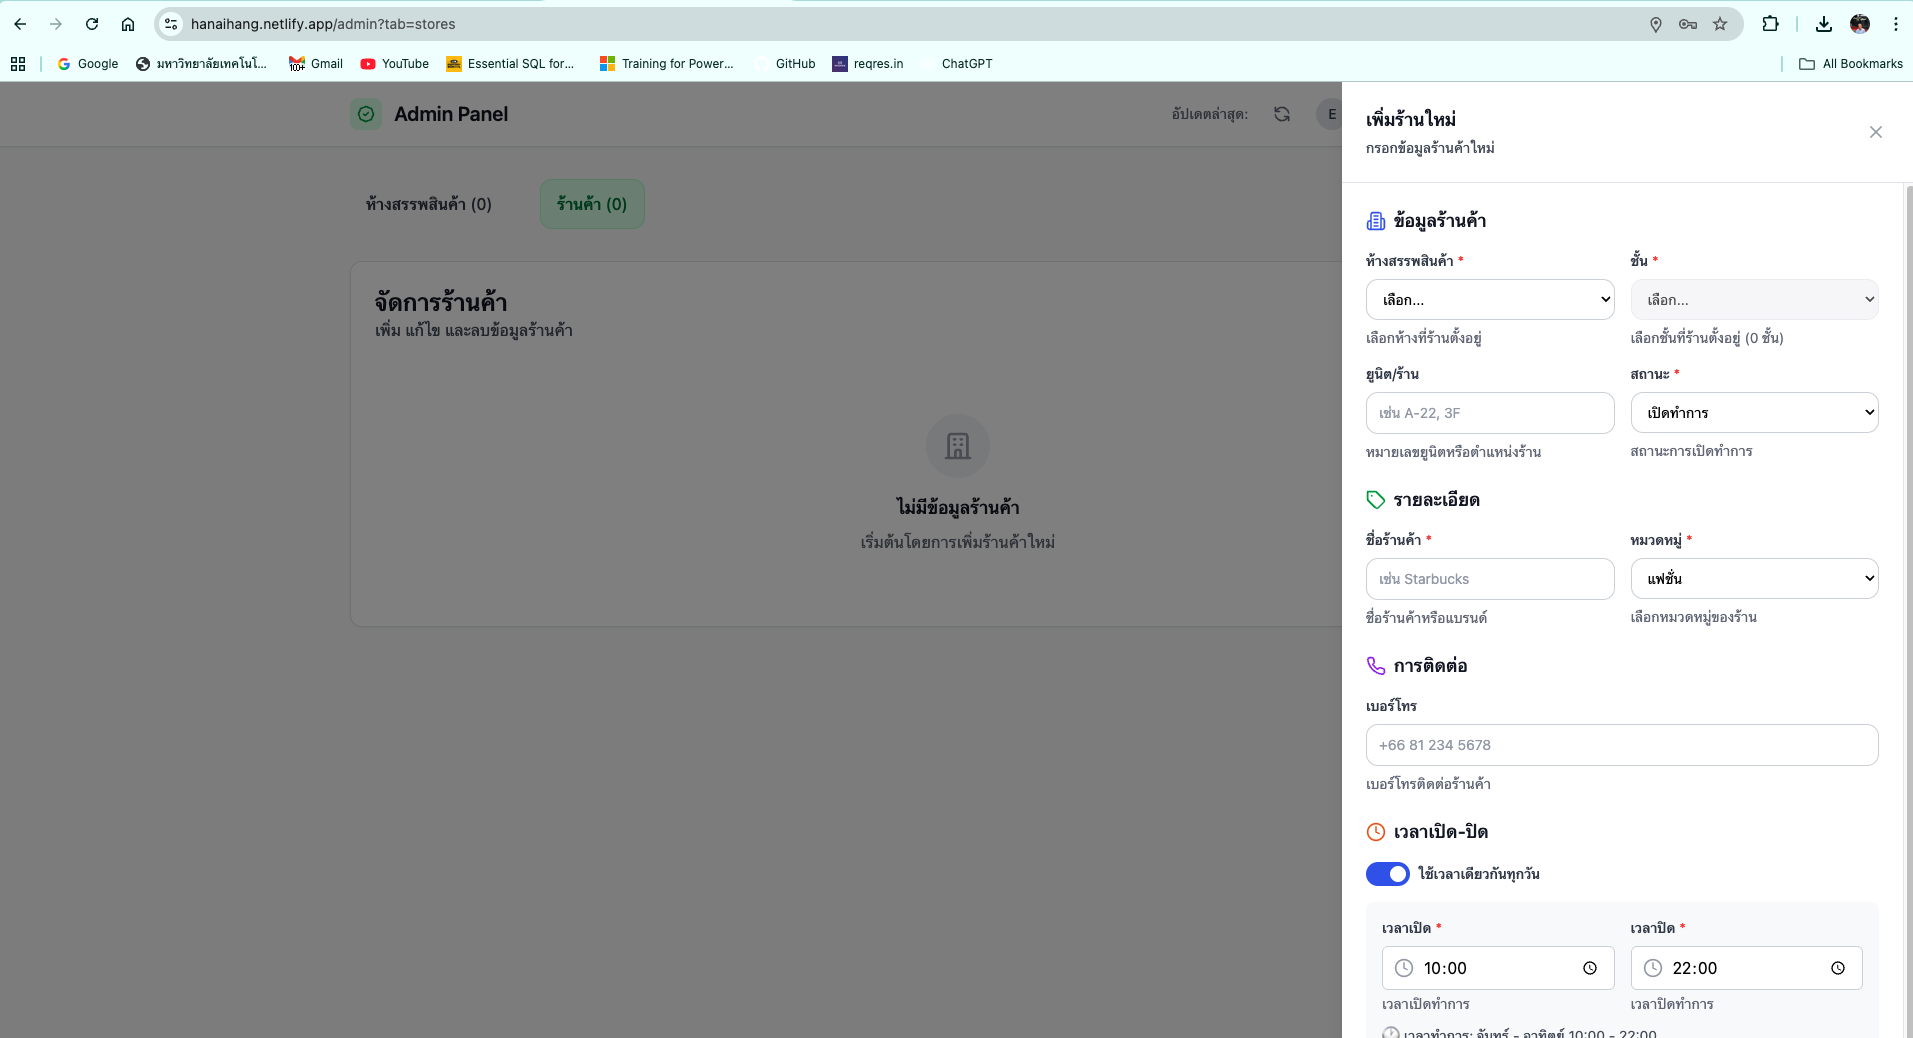 hanaihang.netlify.app/admin?tab=stores
Google
มหาวิทยาลัยเทคโนโ...
Gmail
YouTube
Essential SQL for...
Training for Power...
GitHub
reqres.in
ChatGPT
All Bookmarks
Admin Panel
อัปเดตล่าสุด:
E
ห้างสรรพสินค้า (0)
ร้านค้า (0)
จัดการร้านค้า
เพิ่ม แก้ไข และลบข้อมูลร้านค้า
ไม่มีข้อมูลร้านค้า
เริ่มต้นโดยการเพิ่มร้านค้าใหม่
เพิ่มร้านใหม่
กรอกข้อมูลร้านค้าใหม่
ข้อมูลร้านค้า
ห้างสรรพสินค้า * ชั้น *
เลือก... เลือก...
เลือกห้างที่ร้านตั้งอยู่ เลือกชั้นที่ร้านตั้งอยู่ (0 ชั้น)
ยูนิต/ร้าน สถานะ *
เช่น A-22, 3F เปิดทำการ
หมายเลขยูนิตหรือตำแหน่งร้าน สถานะการเปิดทำการ
รายละเอียด
ชื่อร้านค้า * หมวดหมู่ *
เช่น Starbucks แฟชั่น
ชื่อร้านค้าหรือแบรนด์ เลือกหมวดหมู่ของร้าน
การติดต่อ
เบอร์โทร
+66 81 234 5678
เบอร์โทรติดต่อร้านค้า
เวลาเปิด-ปิด
ใช้เวลาเดียวกันทุกวัน
เวลาเปิด * เวลาปิด *
10:00 22:00
เวลาเปิดทำการ เวลาปิดทำการ
เวลาทำการ: จันทร์ - อาทิตย์ 10:00 - 22:00